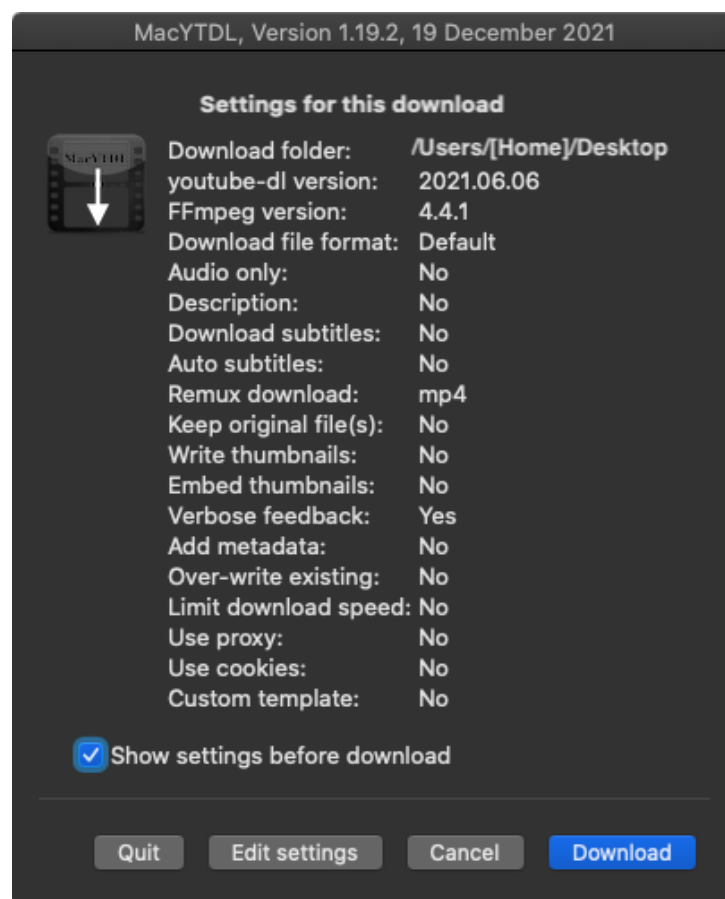 MacYTDL, Version 1.19.2, 19 December 2021
Settings for this download
MacYTDL
Download folder: /Users/[Home]/Desktop
youtube-dl version: 2021.06.06
FFmpeg version: 4.4.1
Download file format: Default
Audio only: No
Description: No
Download subtitles: No
Auto subtitles: No
Remux download: mp4
Keep original file(s): No
Write thumbnails: No
Embed thumbnails: No
Verbose feedback: Yes
Add metadata: No
Over-write existing: No
Limit download speed: No
Use proxy: No
Use cookies: No
Custom template: No
Show settings before download
Quit Edit settings Cancel Download